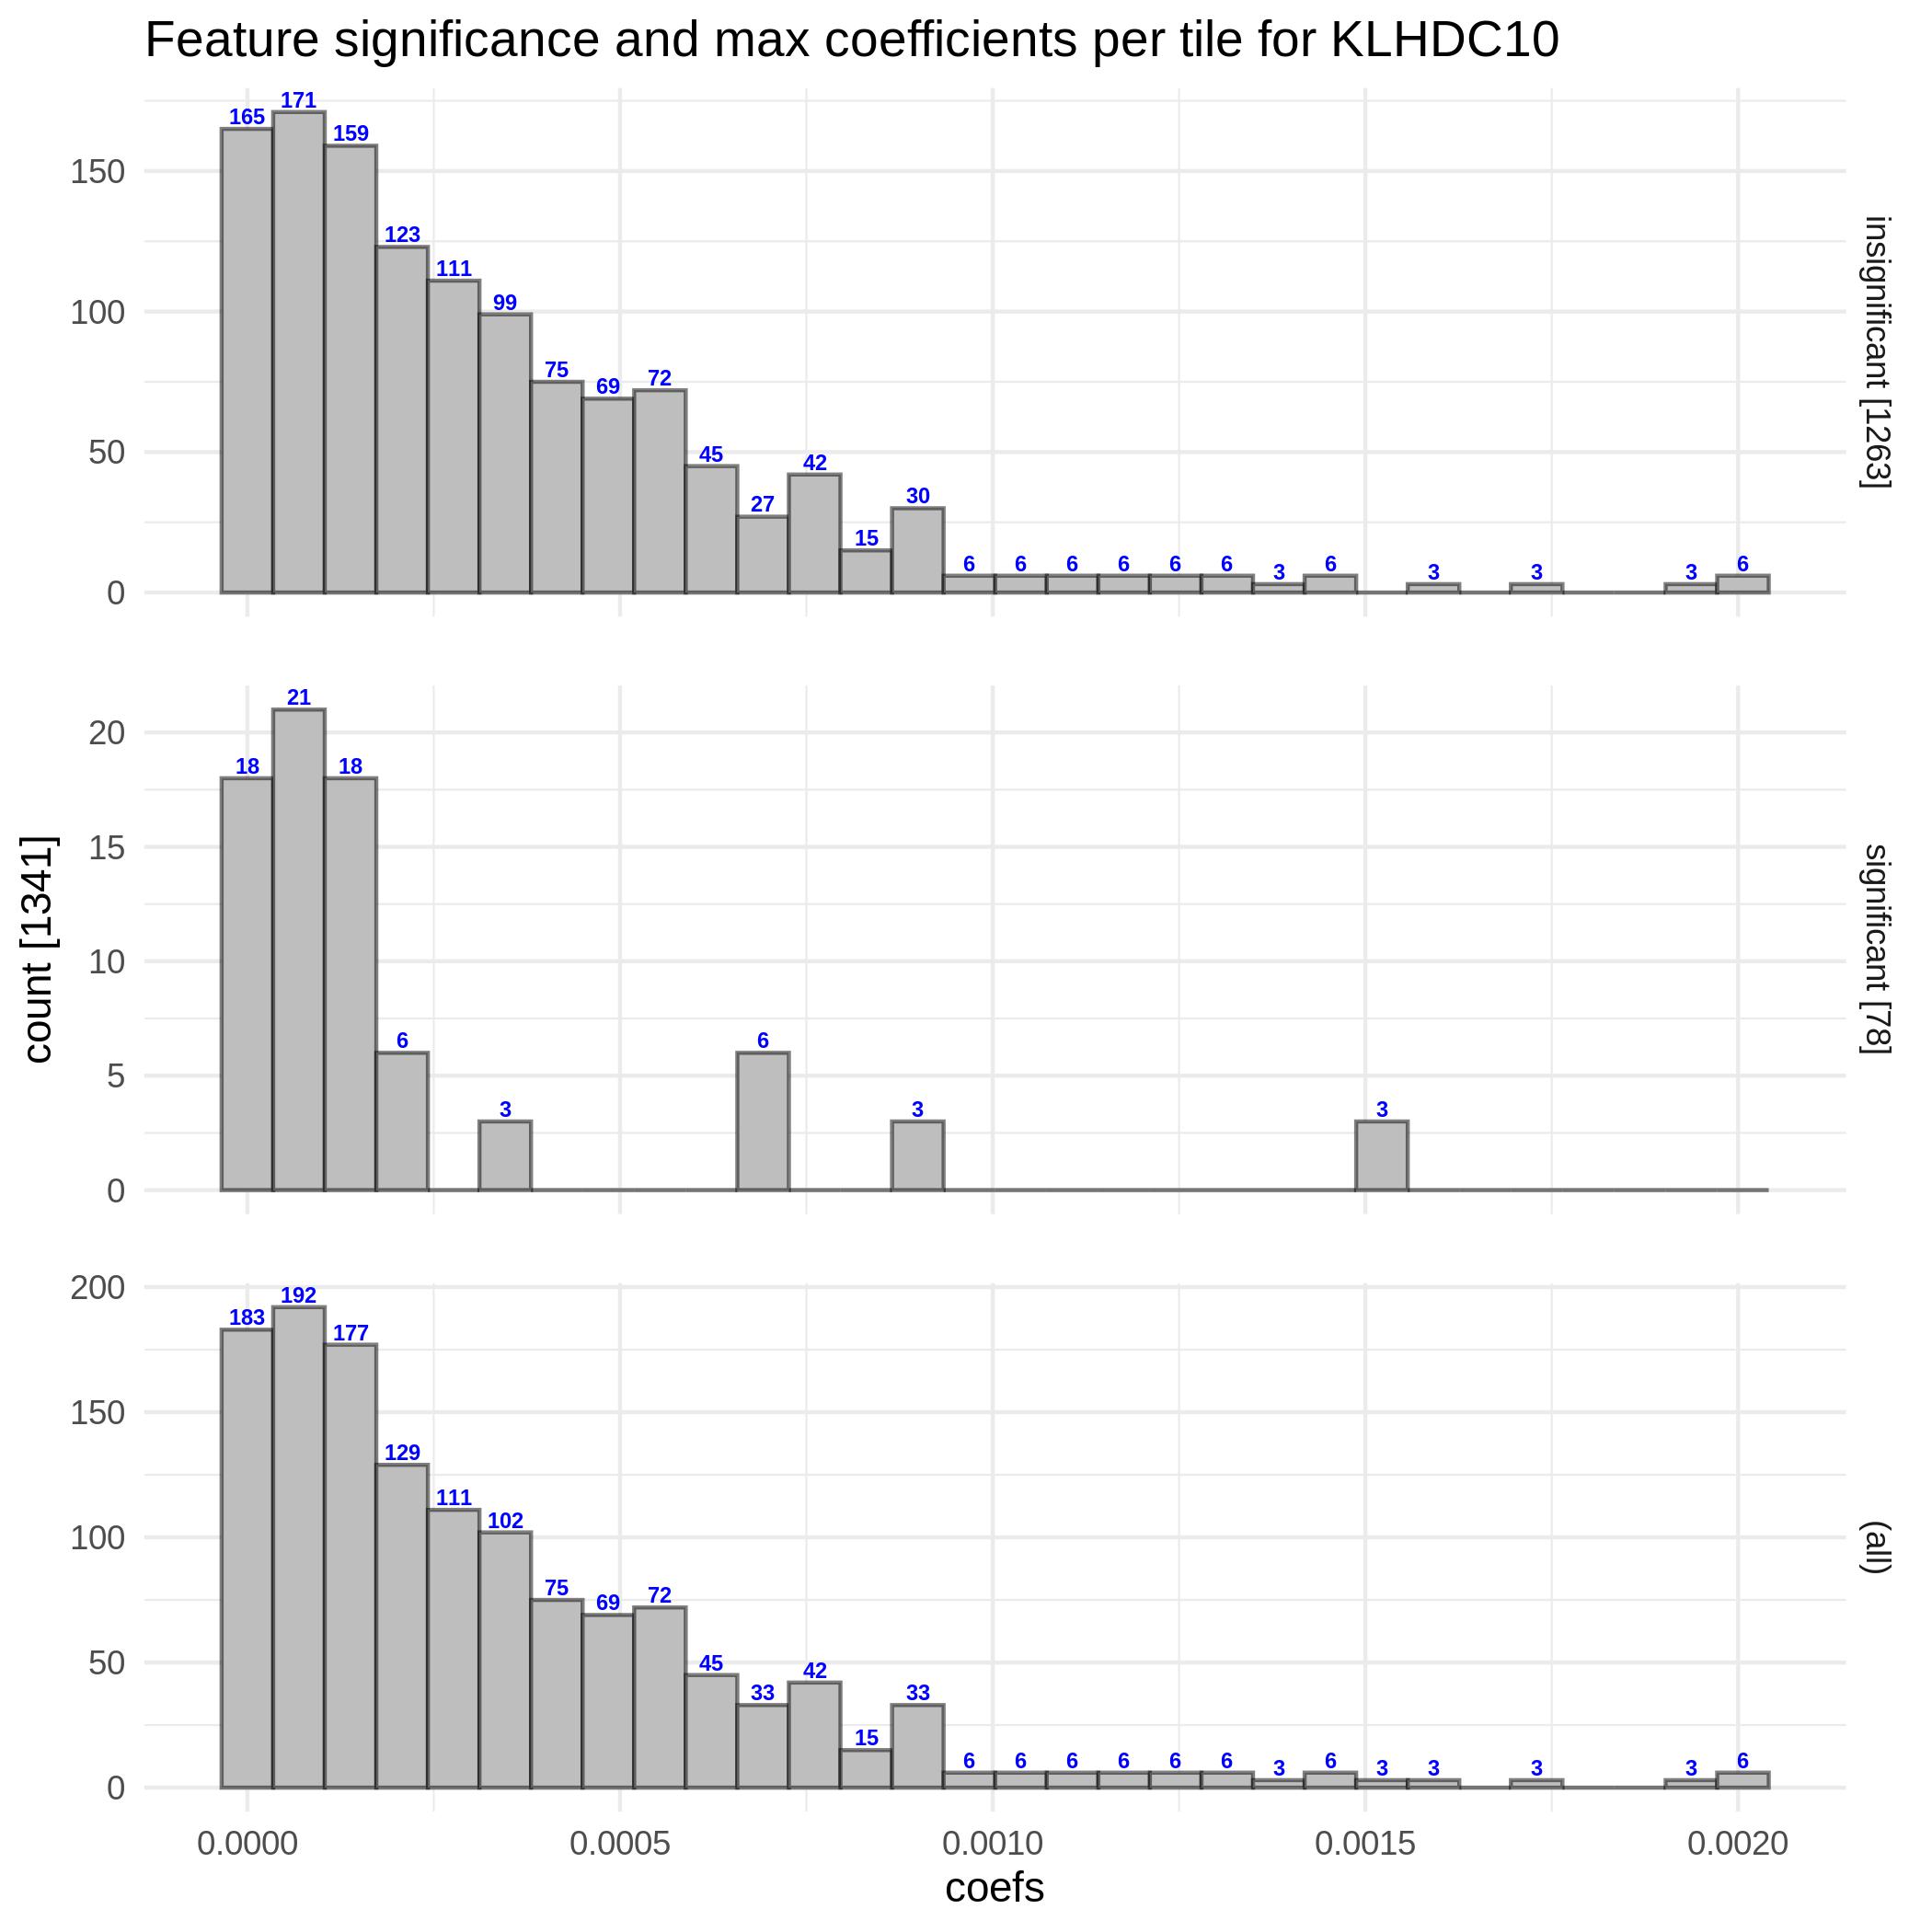 Feature significance and max coefficients per tile for KLHDC10
165 171 159 123 111 99 75 69 72 45 27 42 15 30 6 6 6 6 6 6 3 6 3 3 3 6
150
100
50
0
insignificant [1263]
18 21 18 6 3 6 3 3
20
15
10
5
0
significant [78]
count [1341]
183 192 177 129 111 102 75 69 72 45 33 42 15 33 6 6 6 6 6 6 3 6 3 3 3 3 6
200
150
100
50
0
(all)
0.0000 0.0005 0.0010 0.0015 0.0020
coefs